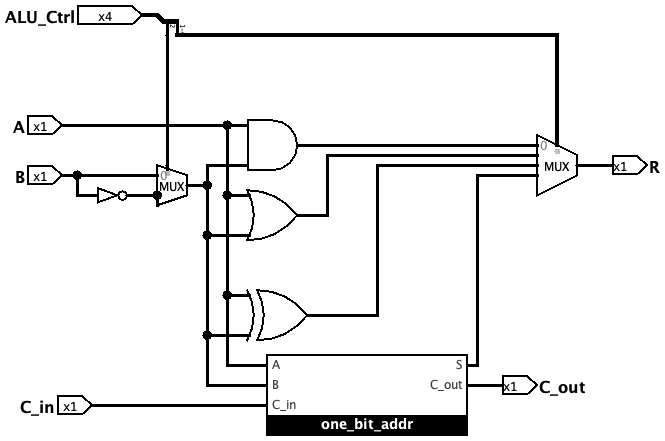 ALU_Ctrl x4
A x1
0
MUX
R
x1
B x1
0
MUX
A
S
B
C_out
x1 C_out
C_in x1
C_in
one_bit_addr